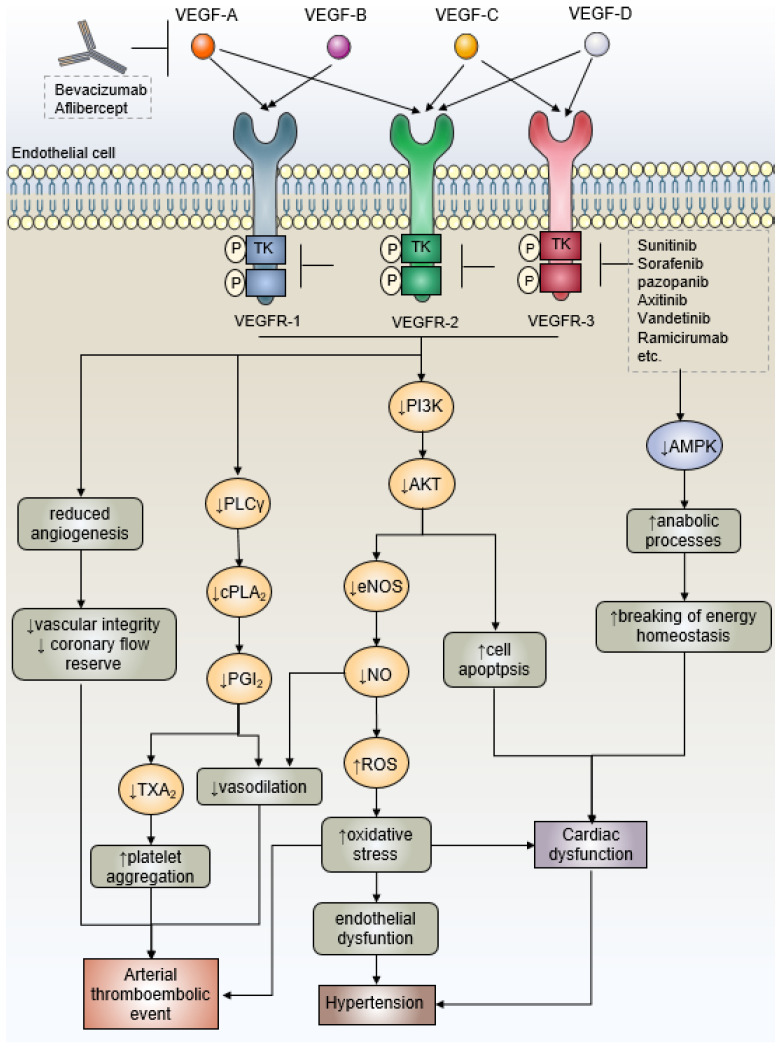 VEGF-A
VEGF-B
VEGF-C
VEGF-D
Bevacizumab
Aflibercept
Endothelial cell
P
TK
P
P
TK
P
P
TK
P
VEGFR-1
VEGFR-2
VEGFR-3
Sunitinib
Sorafenib
pazopanib
Axitinib
Vandetinib
Ramicirumab
etc.
↓PI3K
↓AMPK
↓AKT
reduced
angiogenesis
↓PLCγ
↑anabolic
processes
↓cPLA₂
↓eNOS
↓vascular integrity
↓ coronary flow
reserve
↑breaking of energy
homeostasis
↑cell
apoptpsis
↓PGI₂
↓NO
↓TXA₂
↓vasodilation
↑ROS
↑platelet
aggregation
↑oxidative
stress
Cardiac
dysfunction
endothelial
dysfuntion
Arterial
thromboembolic
event
Hypertension